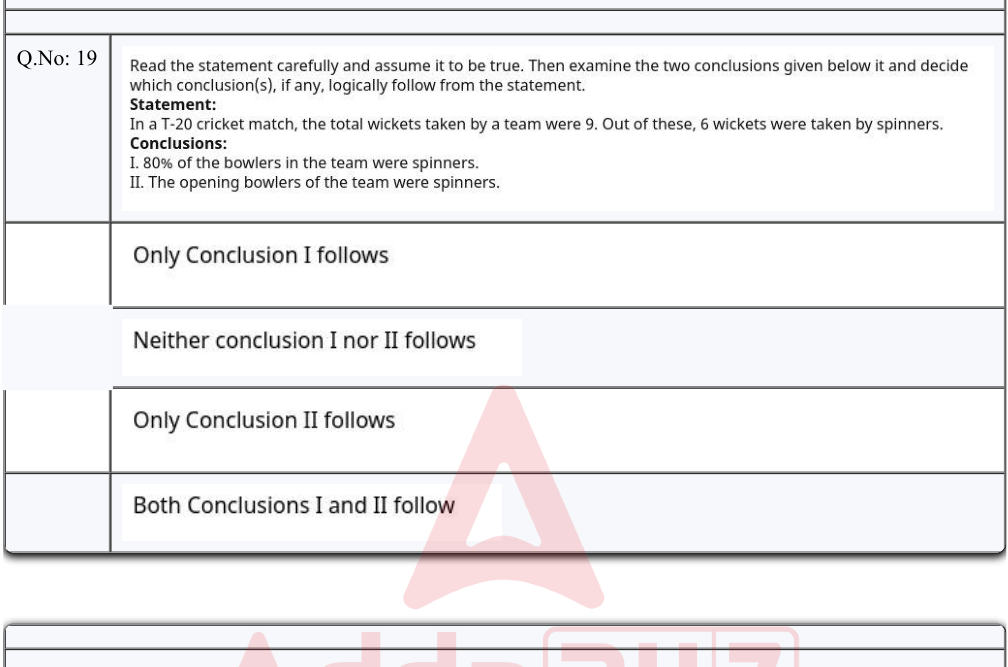 Q.No: 19
Read the statement carefully and assume it to be true. Then examine the two conclusions given below it and decide
which conclusion(s), if any, logically follow from the statement.
Statement:
In a T-20 cricket match, the total wickets taken by a team were 9. Out of these, 6 wickets were taken by spinners.
Conclusions:
I. 80% of the bowlers in the team were spinners.
II. The opening bowlers of the team were spinners.
Only Conclusion I follows
Neither conclusion I nor II follows
Only Conclusion II follows
Both Conclusions I and II follow